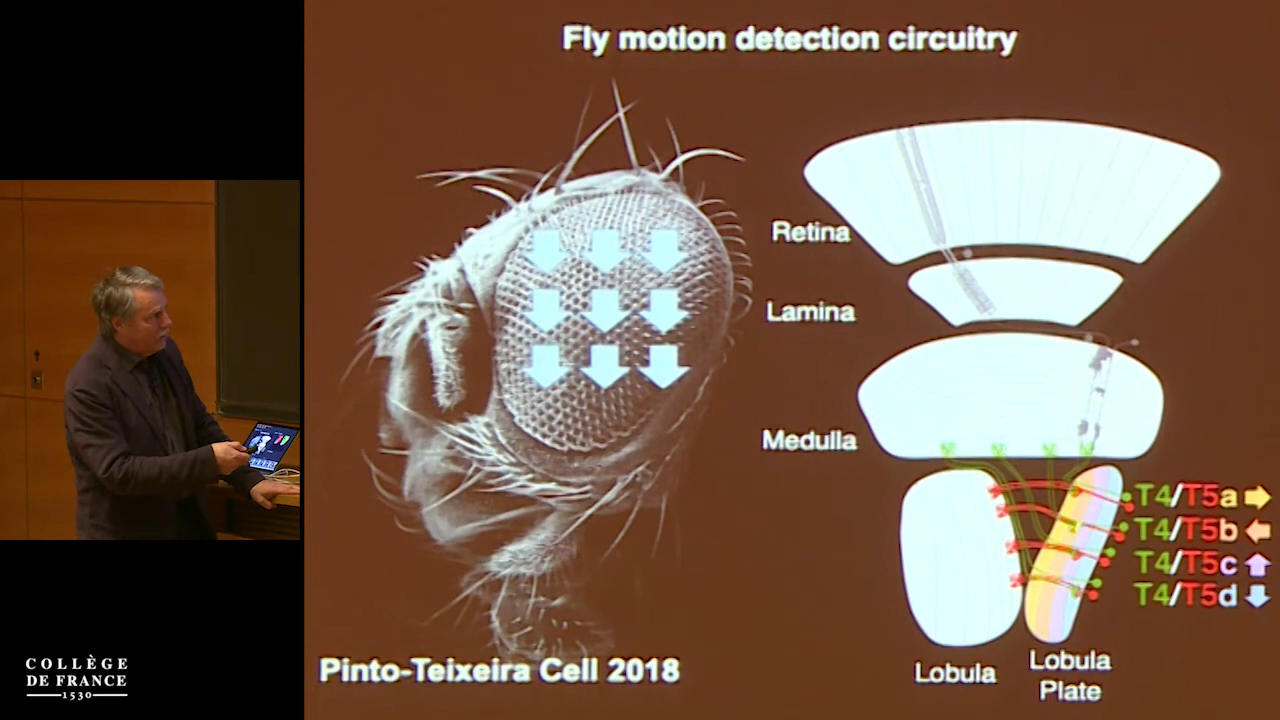 Fly motion detection circuitry
Retina
Lamina
Medulla
T4/T5a
T4/T5b
T4/T5c
T4/T5d
Lobula
Lobula
Plate
Pinto-Teixeira Cell 2018
COLLÈGE
DE FRANCE
1530